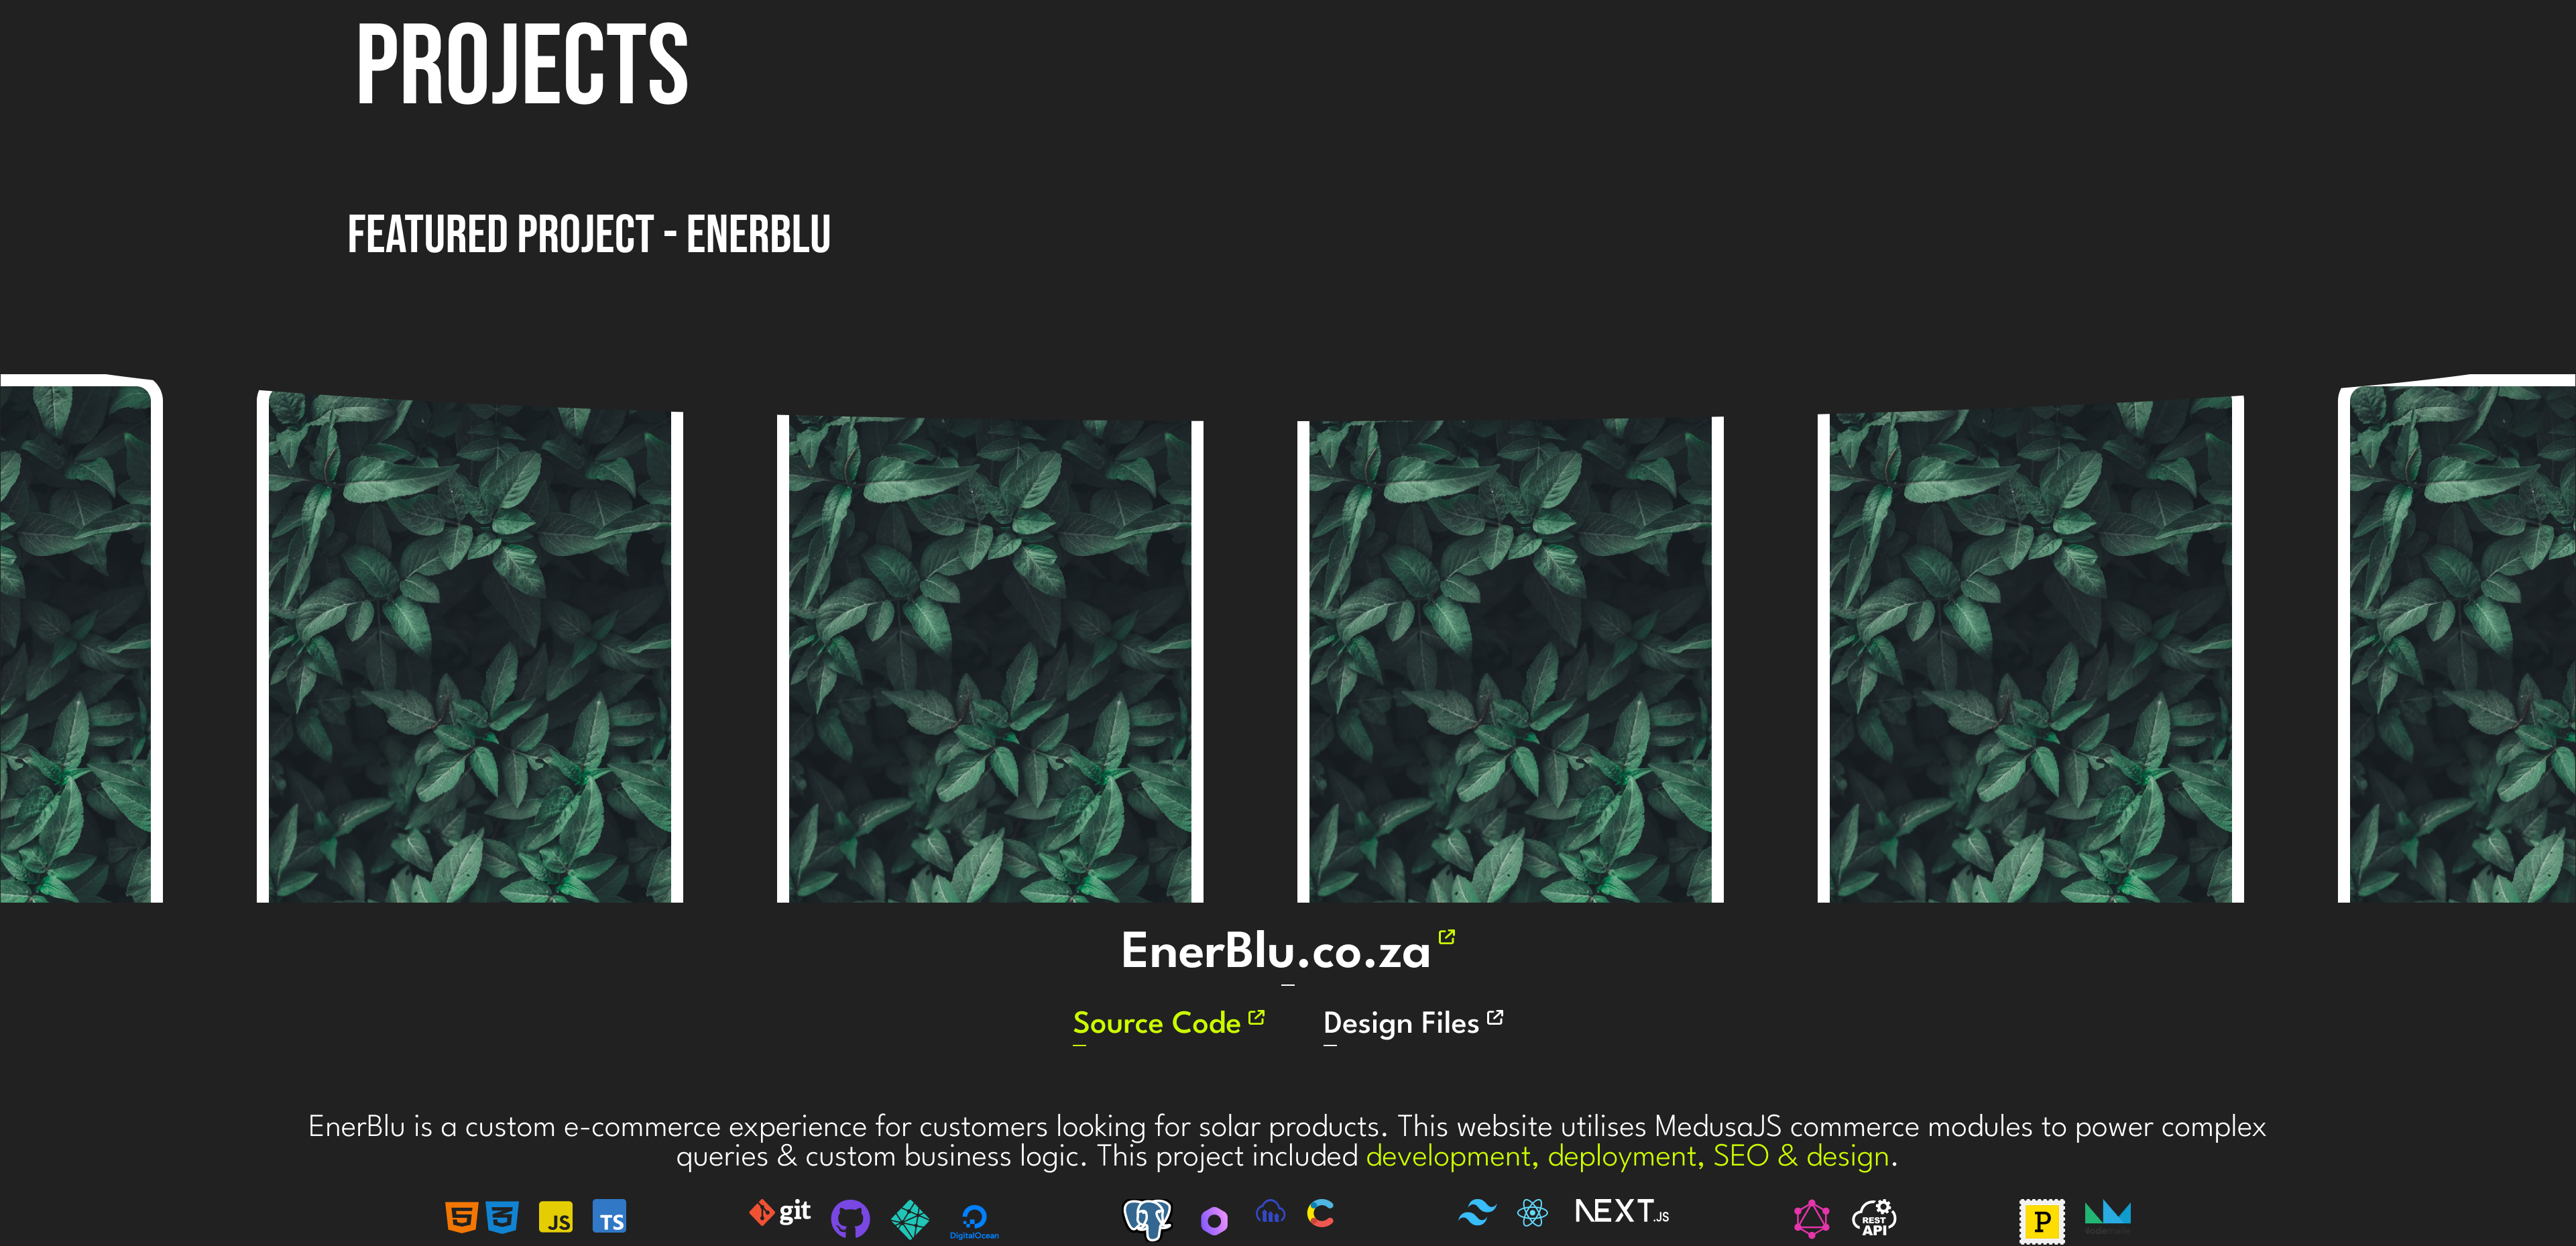 PROJECTS
FEATURED PROJECT - ENERBLU
EnerBlu.co.za
Source Code Design Files
EnerBlu is a custom e-commerce experience for customers looking for solar products. This website utilises MedusaJS commerce modules to power complex
queries & custom business logic. This project included development, deployment, SEO & design.
JS TS git DigitalOcean NEXT.JS REST API P